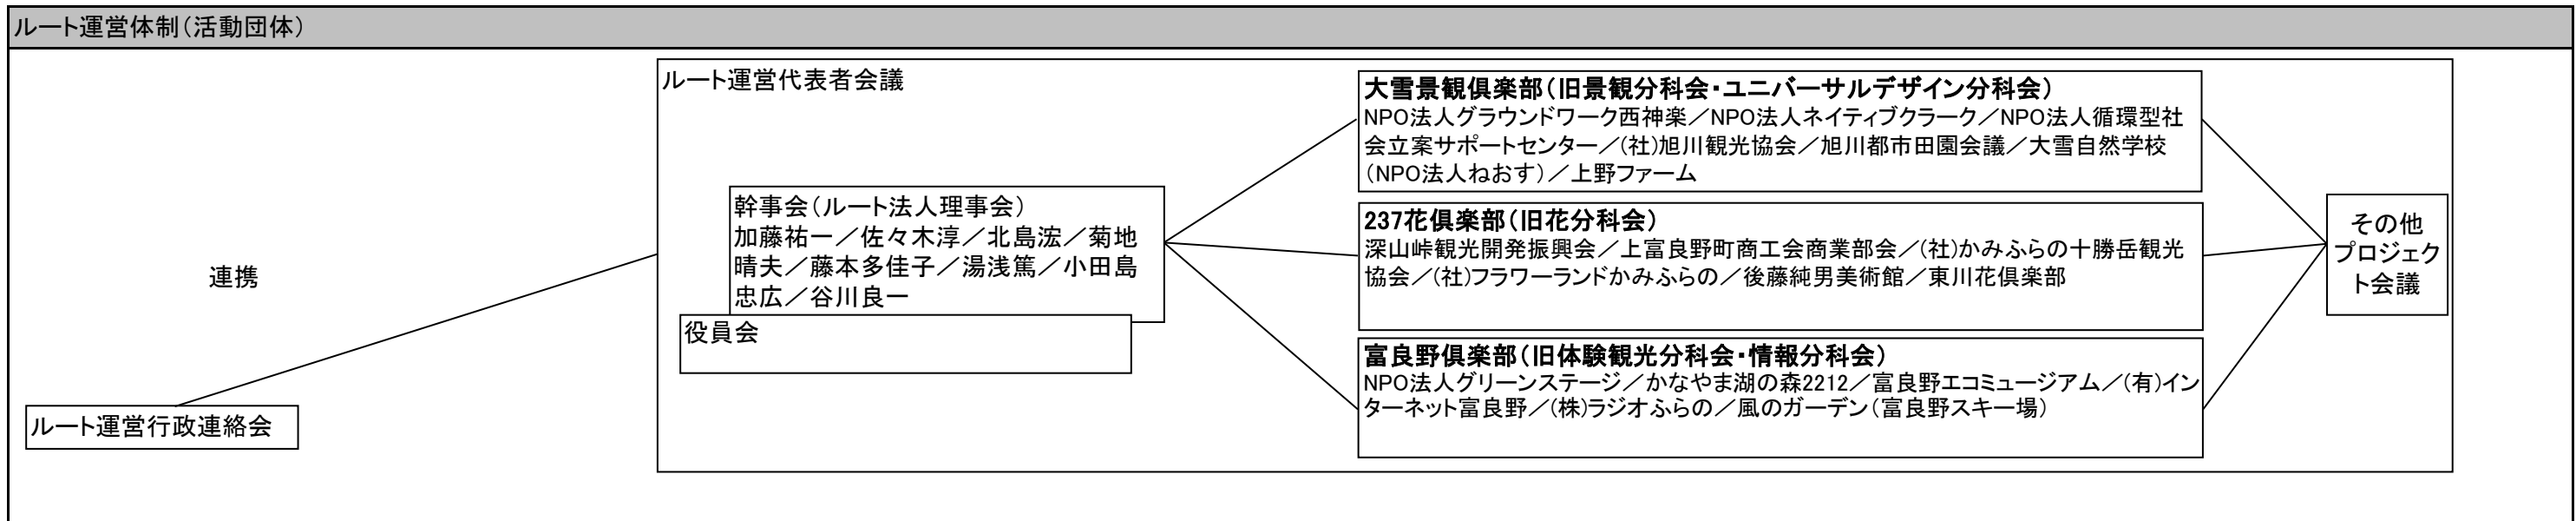 ルート運営体制（活動団体）
ルート運営代表者会議
大雪景観倶楽部（旧景観分科会・ユニバーサルデザイン分科会）
NPO法人グラウンドワーク西神楽／NPO法人ネイティブクラーク／NPO法人循環型社
会立案サポートセンター／(社)旭川観光協会／旭川都市田園会議／大雪自然学校
（NPO法人ねおす）／上野ファーム
幹事会（ルート法人理事会）
加藤祐一／佐々木淳／北島浤／菊地
晴夫／藤本多佳子／湯浅篤／小田島
忠広／谷川良一
役員会
237花倶楽部（旧花分科会）
深山峠観光開発振興会／上富良野町商工会商業部会／(社)かみふらの十勝岳観光
協会／(社)フラワーランドかみふらの／後藤純男美術館／東川花倶楽部
富良野倶楽部（旧体験観光分科会・情報分科会）
NPO法人グリーンステージ／かなやま湖の森2212／富良野エコミュージアム／(有)イン
ターネット富良野／(株)ラジオふらの／風のガーデン（富良野スキー場）
その他
プロジェク
ト会議
連携
ルート運営行政連絡会